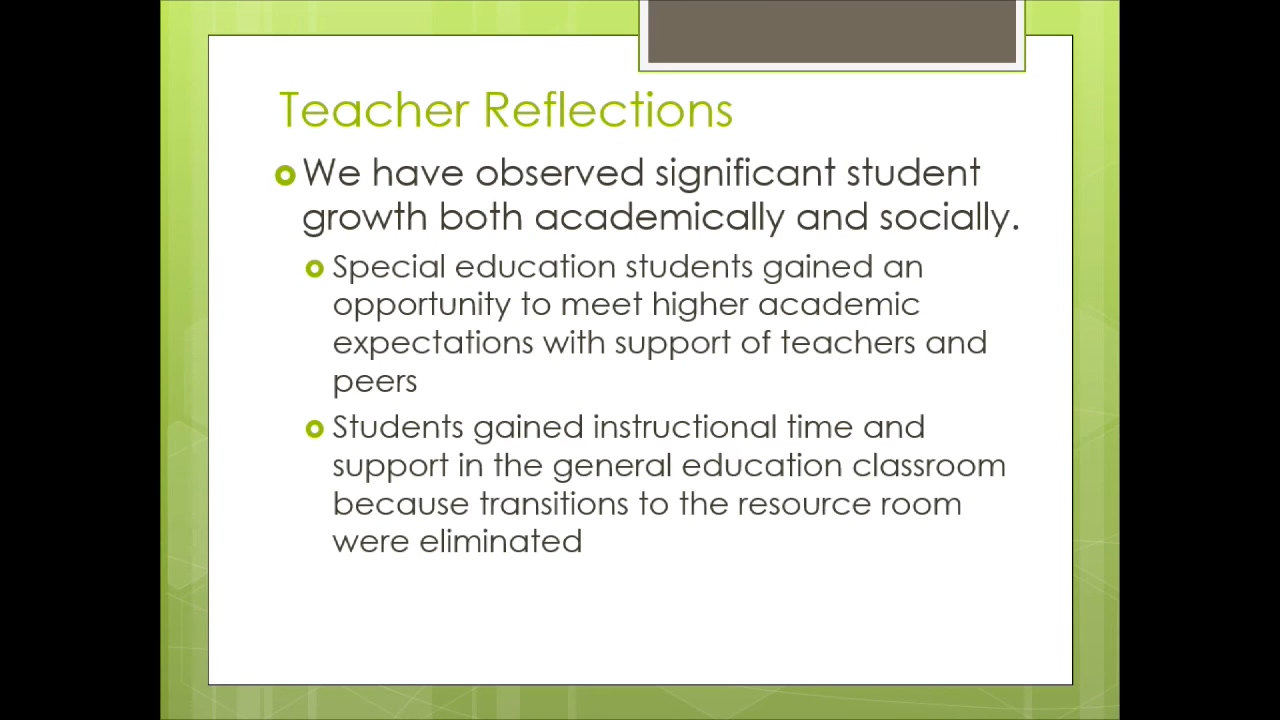 Teacher Reflections
We have observed significant student
growth both academically and socially.
Special education students gained an
opportunity to meet higher academic
expectations with support of teachers and
peers
Students gained instructional time and
support in the general education classroom
because transitions to the resource room
were eliminated